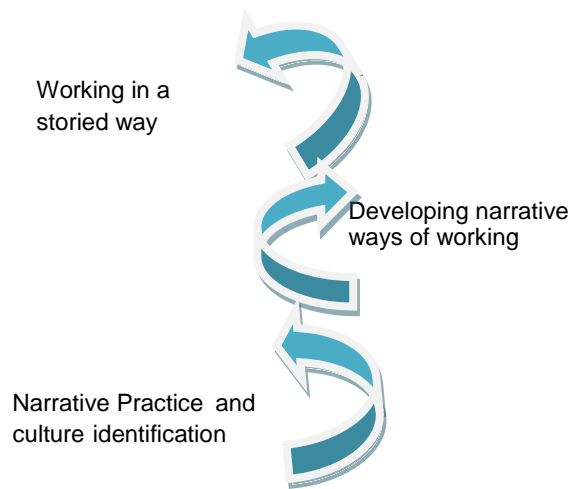 Working in a
storied way
Developing narrative
ways of working
Narrative Practice and
culture identification